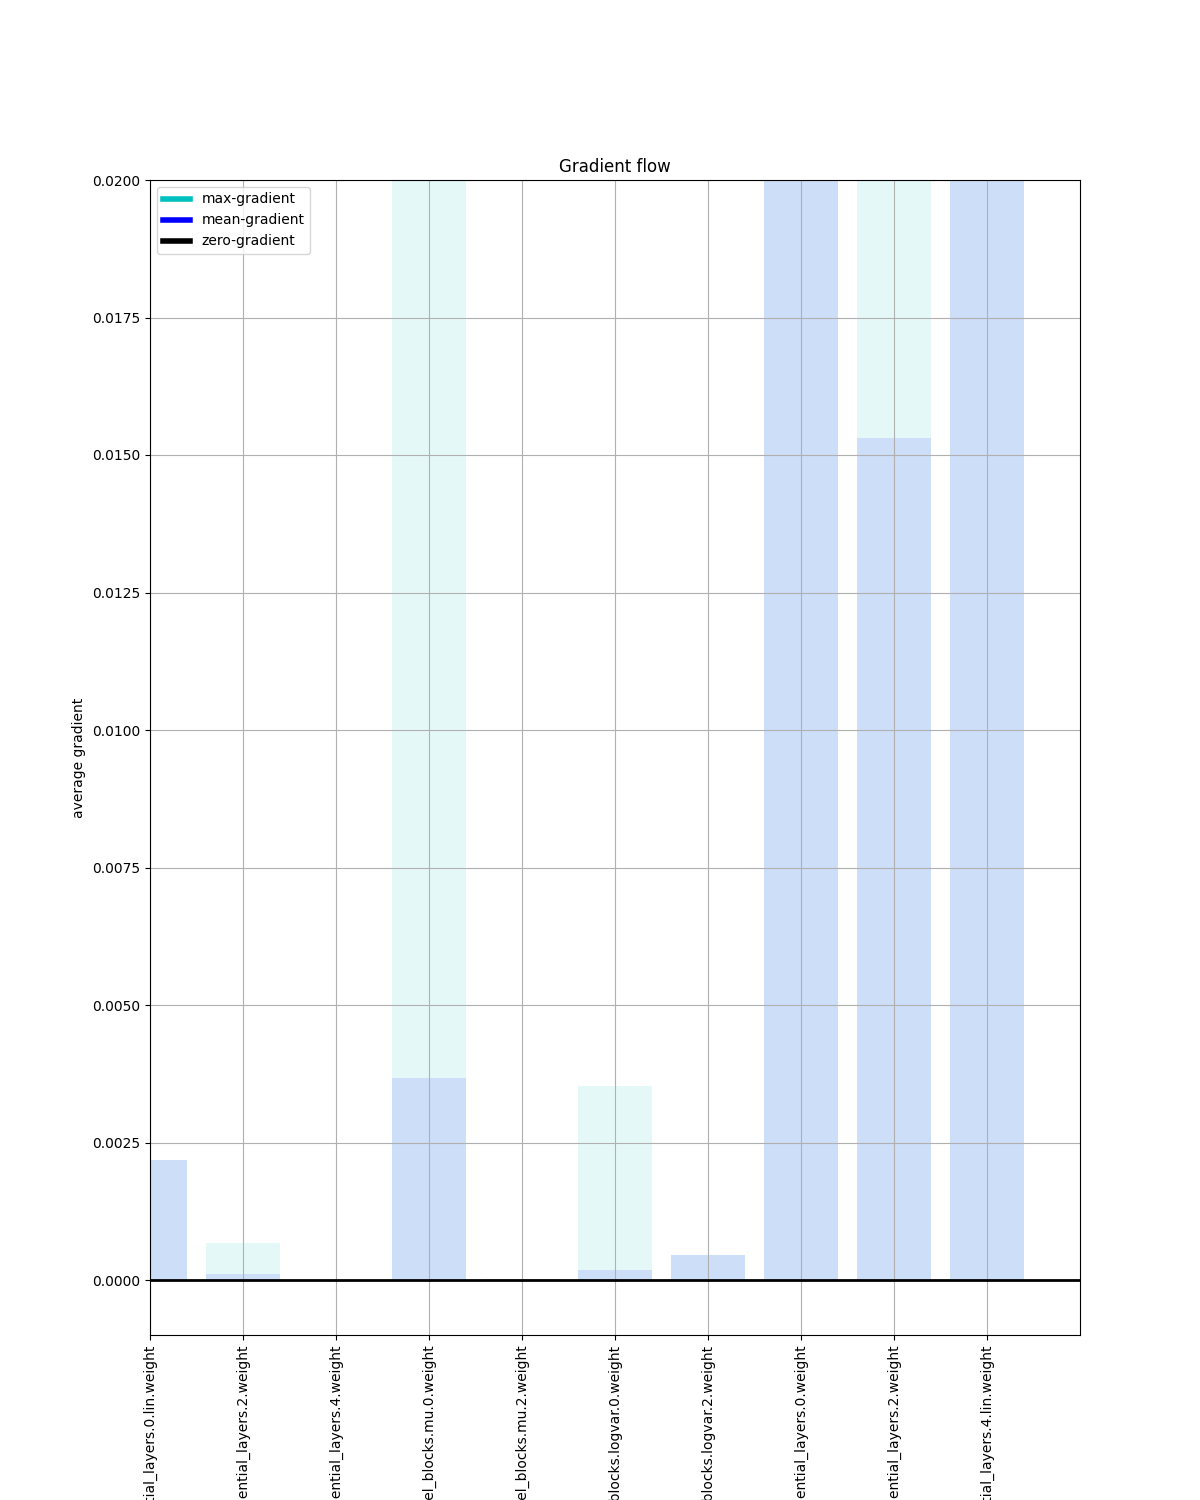 Gradient flow
max-gradient
mean-gradient
zero-gradient
0.0200
0.0175
0.0150
0.0125
0.0100
0.0075
0.0050
0.0025
0.0000
average gradient
tial_layers.0.lin.weight
ential_layers.2.weight
ential_layers.4.weight
el_blocks.mu.0.weight
el_blocks.mu.2.weight
blocks.logvar.0.weight
blocks.logvar.2.weight
ential_layers.0.weight
ential_layers.2.weight
tial_layers.4.lin.weight